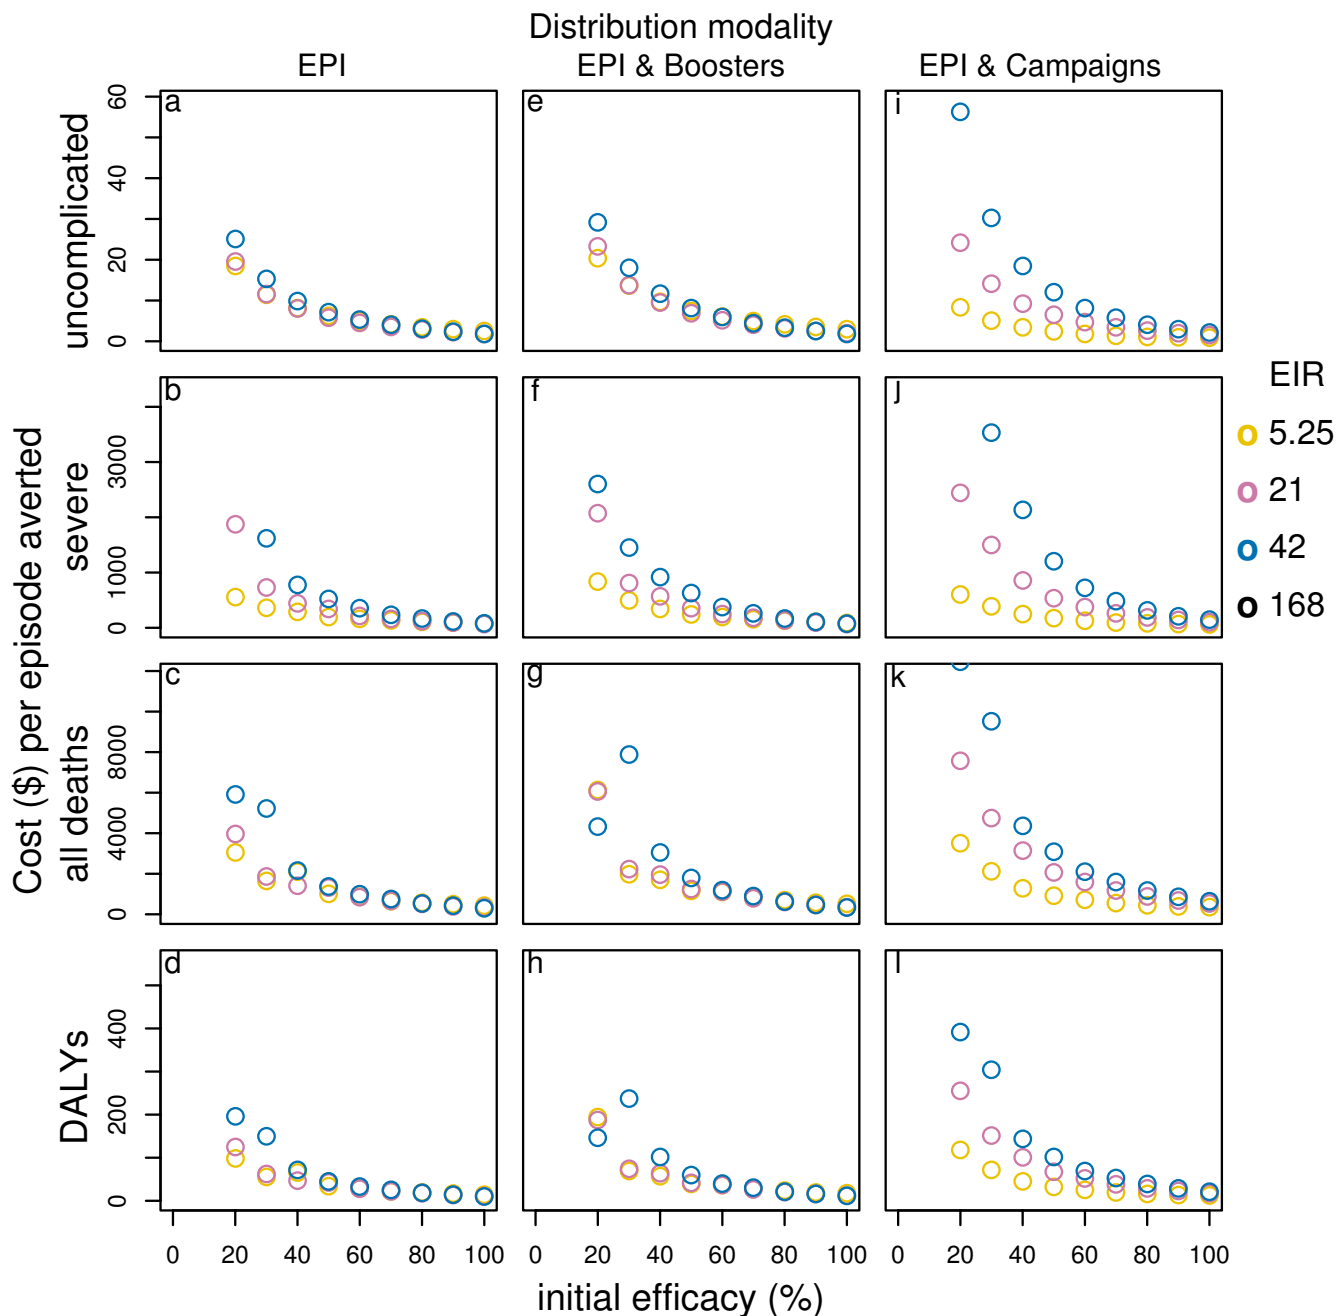 Distribution modality
EPI
EPI & Boosters
EPI & Campaigns
Cost ($) per episode averted
uncomplicated
severe
all deaths
DALYs
a
e
i
0
20
40
60
b
f
J
0
1000
3000
c
g
k
0
4000
8000
d
h
l
0
200
400
0 20 40 60 80 100
0 20 40 60 80 100
0 20 40 60 80 100
initial efficacy (%)
EIR
o 5.25
o 21
o 42
o 168